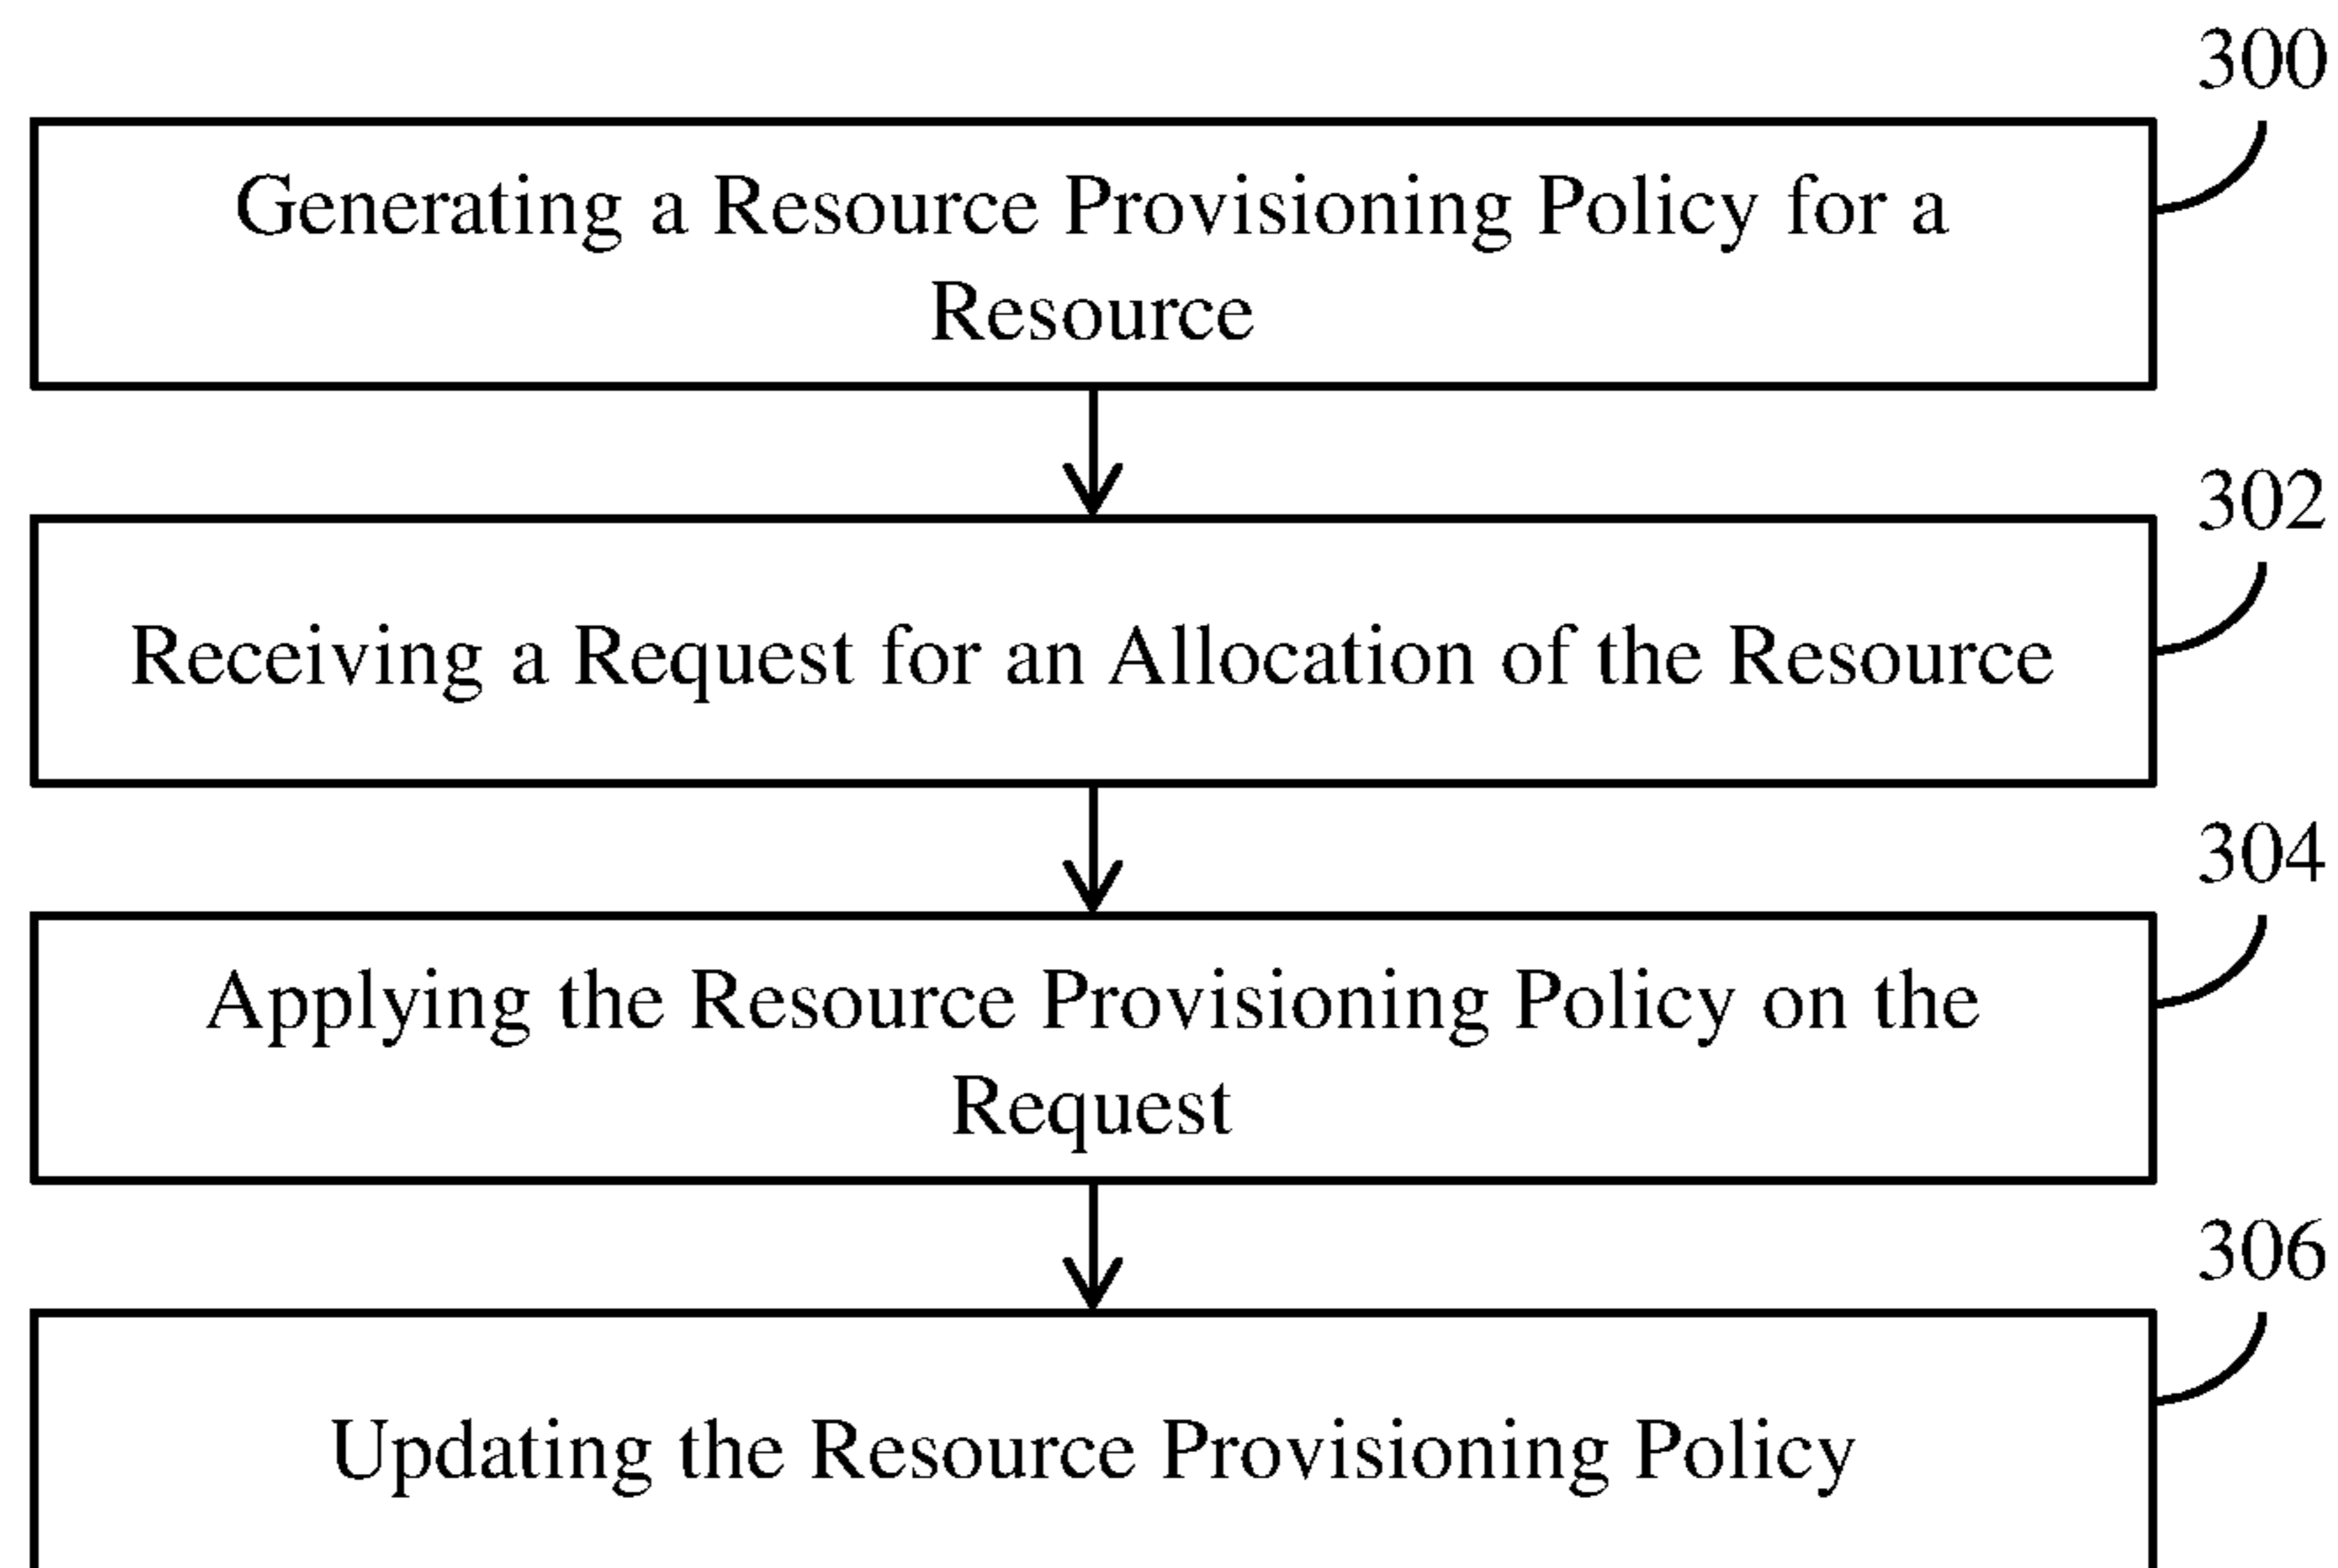 300
Generating a Resource Provisioning Policy for a
Resource
302
Receiving a Request for an Allocation of the Resource
304
Applying the Resource Provisioning Policy on the
Request
306
Updating the Resource Provisioning Policy